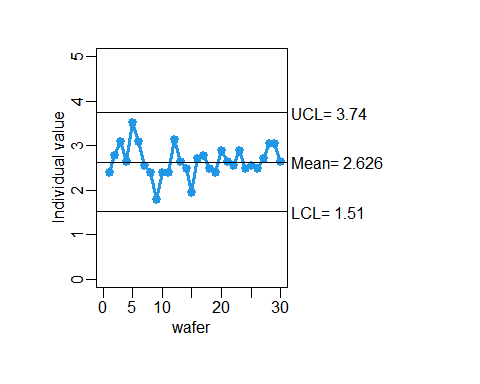 Individual value
5
4
3
2
1
0
UCL= 3.74
Mean= 2.626
LCL= 1.51
0 5 10 20 30
wafer